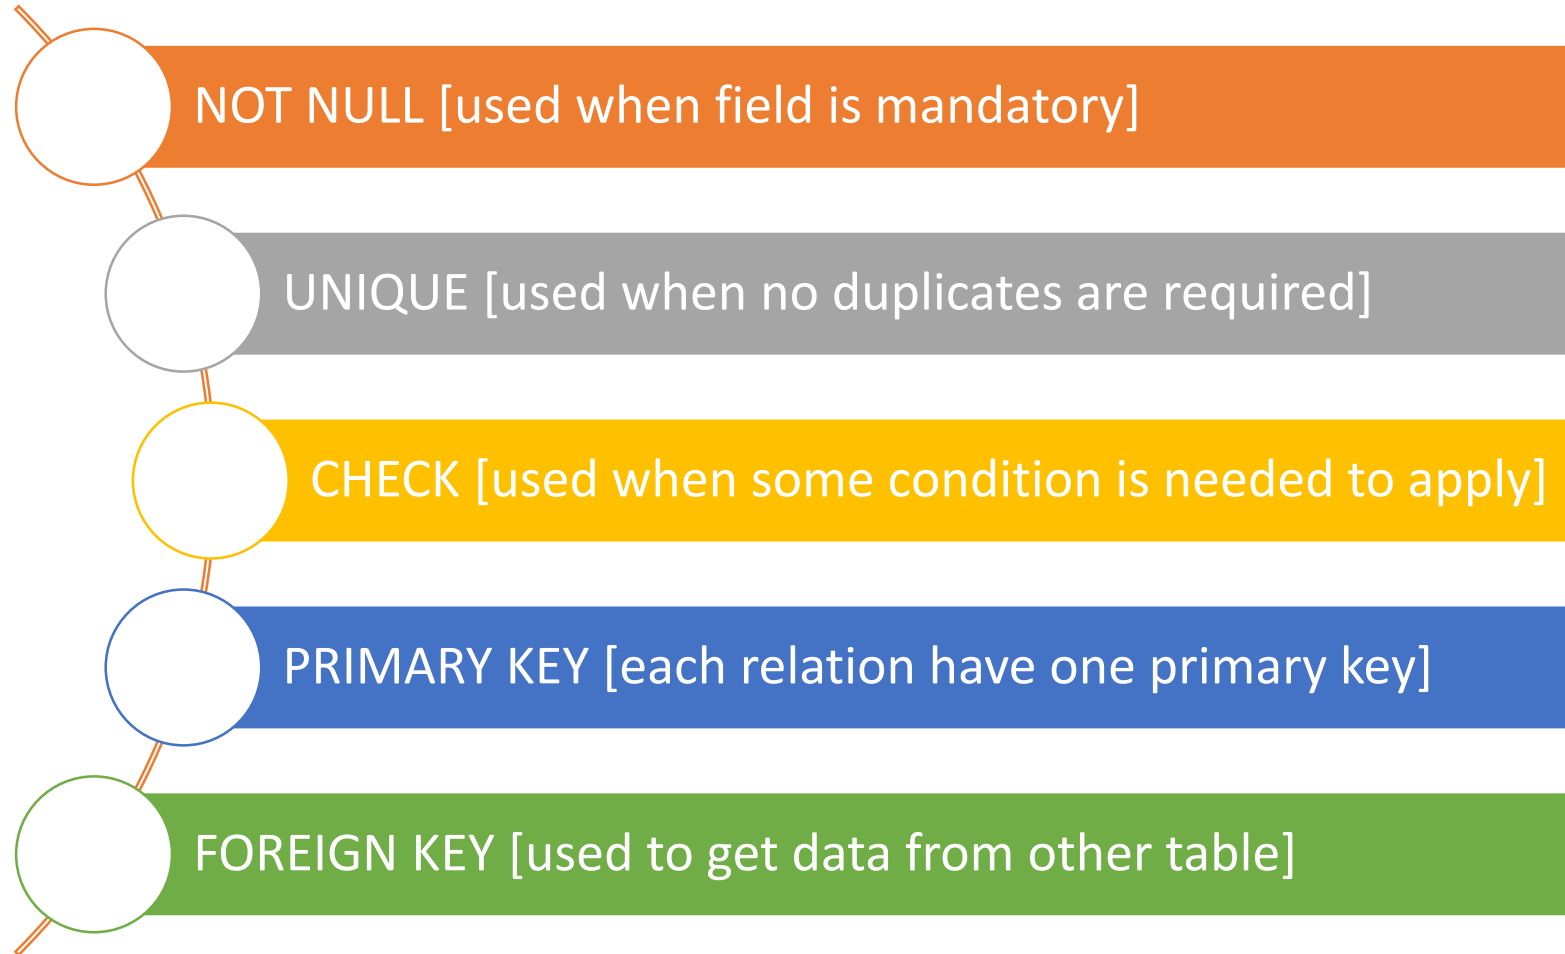 NOT NULL [used when field is mandatory]
UNIQUE [used when no duplicates are required]
CHECK [used when some condition is needed to apply]
PRIMARY KEY [each relation have one primary key]
FOREIGN KEY [used to get data from other table]